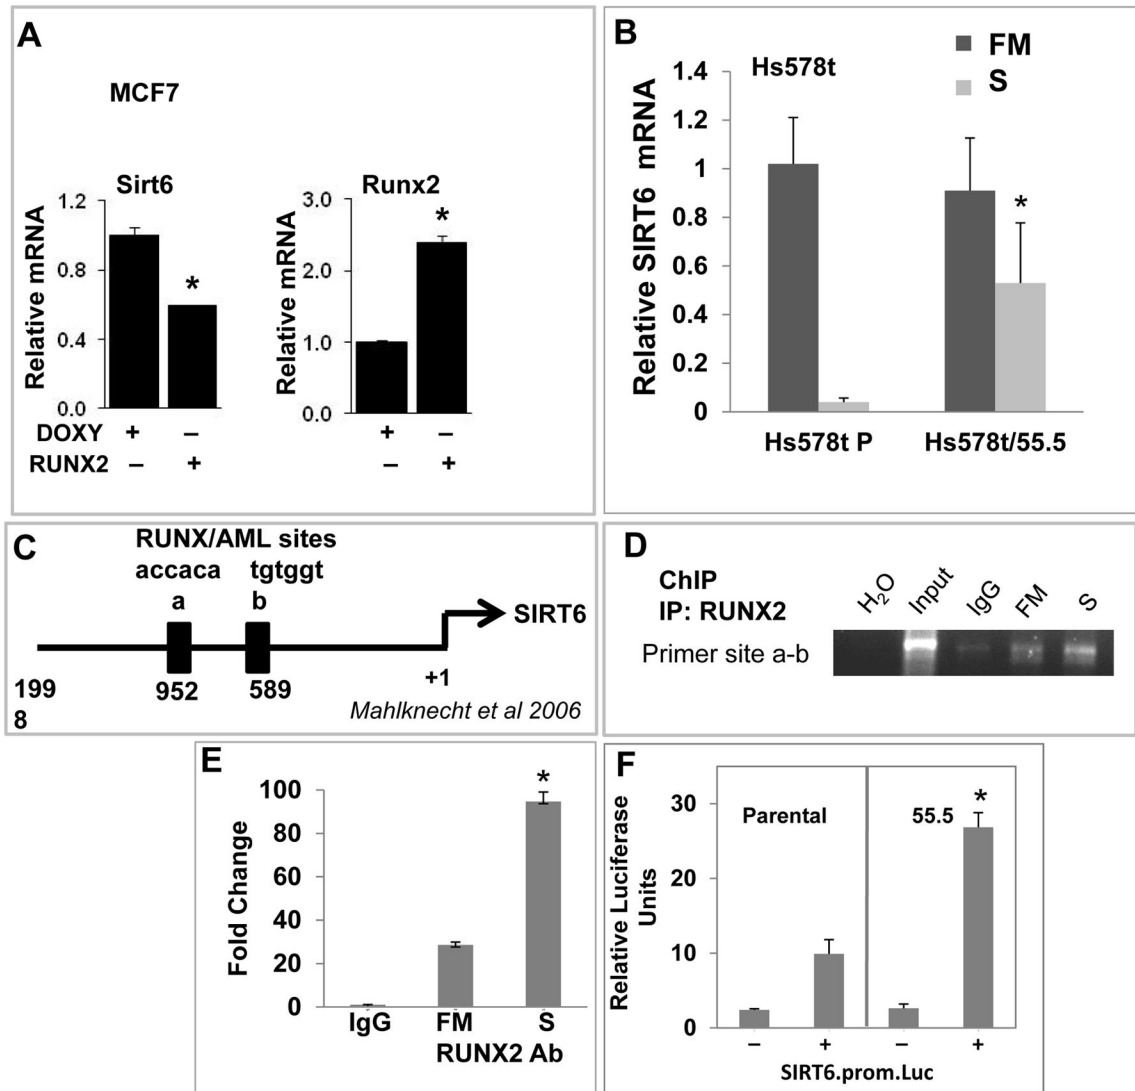 A
MCF7
Sirt6
Relative mRNA
1.2
0.8
0.4
0.0
Runx2
Relative mRNA
*
3.0
2.0
1.0
0.0
*
DOXY + – + –
RUNX2 – + – +
B
FM
S
Hs578t
Relative SIRT6 mRNA
1.4
1.2
1
0.8
0.6
0.4
0.2
0
*
Hs578t P Hs578t/55.5
C
RUNX/AML sites
accaca tgtggt
a b
SIRT6
199
8
952 589 +1
Mahlknecht et al 2006
D
ChIP
IP: RUNX2
H₂O Input IgG FM S
Primer site a-b
E
Fold Change
100
80
60
40
20
0
*
IgG FM S
RUNX2 Ab
F
Relative Luciferase
Units
30
20
10
0
Parental 55.5
*
– + – +
SIRT6.prom.Luc